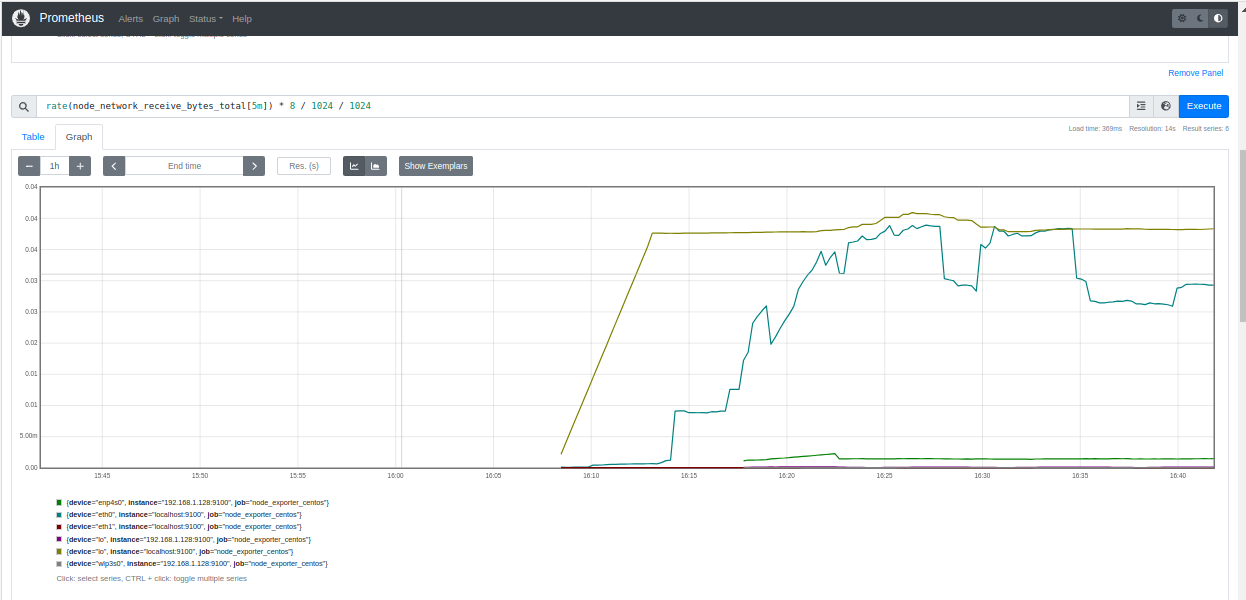 Prometheus Alerts Graph Status Help
Remove Panel
rate(node_network_receive_bytes_total[5m]) * 8 / 1024 / 1024
Execute
Table Graph
Load time: 369ms Resolution: 14s Result series: 6
− 1h + < End time > Res. (s) Show Exemplars
0.04
0.04
0.04
0.03
0.03
0.02
0.01
0.01
5.00m
0.00
15:45 15:50 15:55 16:00 16:05 16:10 16:15 16:20 16:25 16:30 16:35 16:40
{device="enp4s0", instance="192.168.1.128:9100", job="node_exporter_centos"}
{device="eth0", instance="localhost:9100", job="node_exporter_centos"}
{device="eth1", instance="localhost:9100", job="node_exporter_centos"}
{device="lo", instance="192.168.1.128:9100", job="node_exporter_centos"}
{device="lo", instance="localhost:9100", job="node_exporter_centos"}
{device="wlp3s0", instance="192.168.1.128:9100", job="node_exporter_centos"}
Click: select series, CTRL + click: toggle multiple series